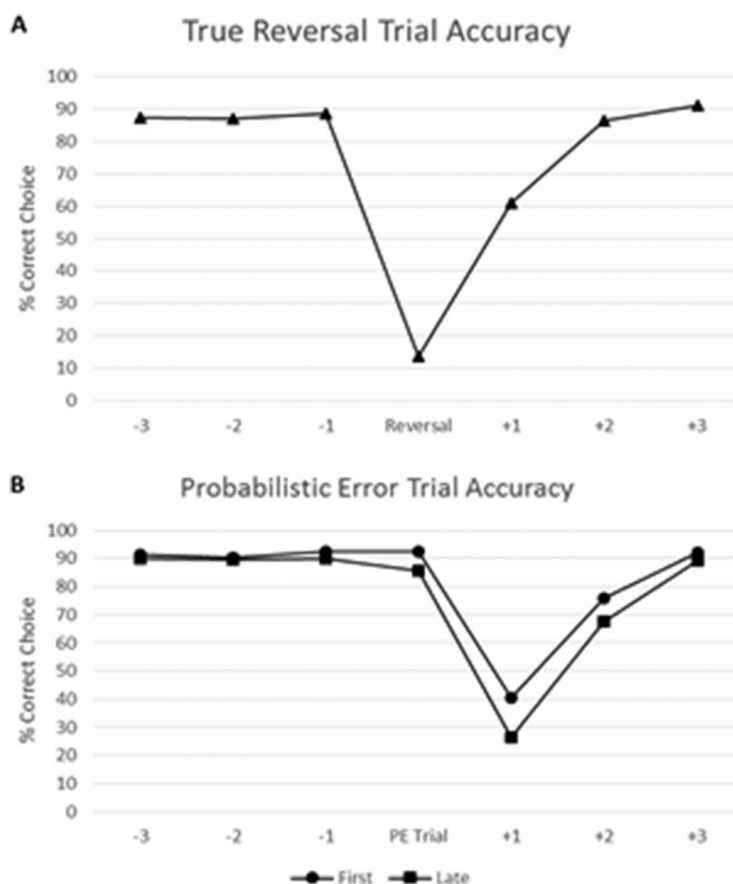 A
True Reversal Trial Accuracy
% Correct Choice
100
90
80
70
60
50
40
30
20
10
0
-3 -2 -1 Reversal +1 +2 +3
B
Probabilistic Error Trial Accuracy
% Correct Choice
100
90
80
70
60
50
40
30
20
10
0
-3 -2 -1 PE Trial +1 +2 +3
First Late